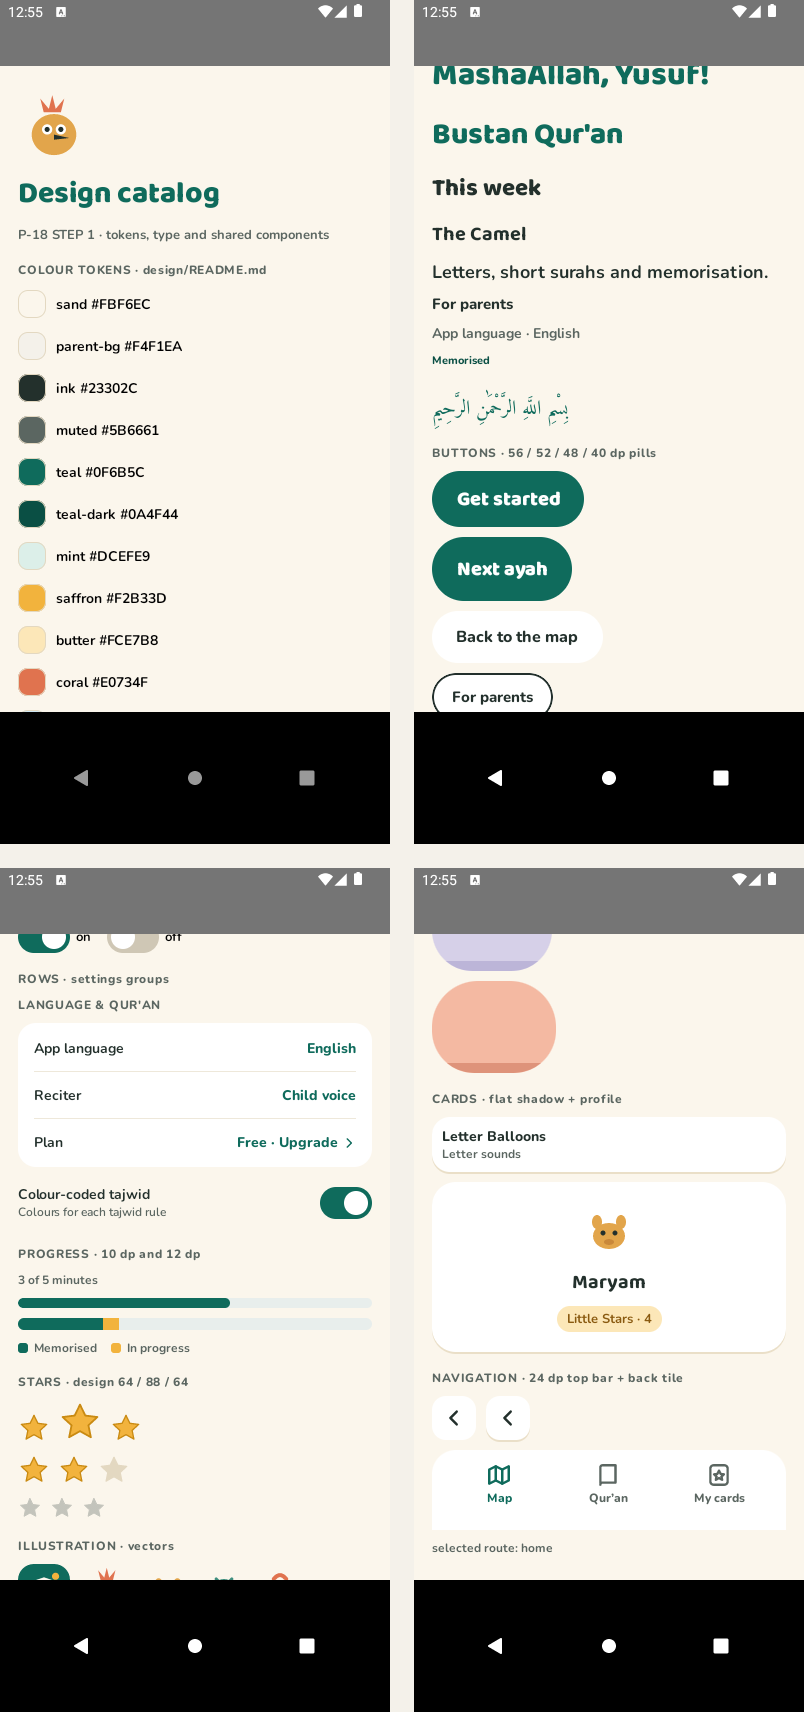 12:55
Design catalog
P-18 STEP 1 · tokens, type and shared components
COLOUR TOKENS · design/README.md
sand #FBF6EC
parent-bg #F4F1EA
ink #23302C
muted #5B6661
teal #0F6B5C
teal-dark #0A4F44
mint #DCEFE9
saffron #F2B33D
butter #FCE7B8
coral #E0734F
12:55
MashaAllah, Yusuf!
Bustan Qur'an
This week
The Camel
Letters, short surahs and memorisation.
For parents
App language · English
Memorised
بِسْمِ اللَّهِ الرَّحْمَٰنِ الرَّحِيمِ
BUTTONS · 56 / 52 / 48 / 40 dp pills
Get started
Next ayah
Back to the map
For parents
12:55
on off
ROWS · settings groups
LANGUAGE & QUR'AN
App language English
Reciter Child voice
Plan Free · Upgrade
Colour-coded tajwid
Colours for each tajwid rule
PROGRESS · 10 dp and 12 dp
3 of 5 minutes
Memorised In progress
STARS · design 64 / 88 / 64
ILLUSTRATION · vectors
12:55
CARDS · flat shadow + profile
Letter Balloons
Letter sounds
Maryam
Little Stars · 4
NAVIGATION · 24 dp top bar + back tile
Map Qur'an My cards
selected route: home